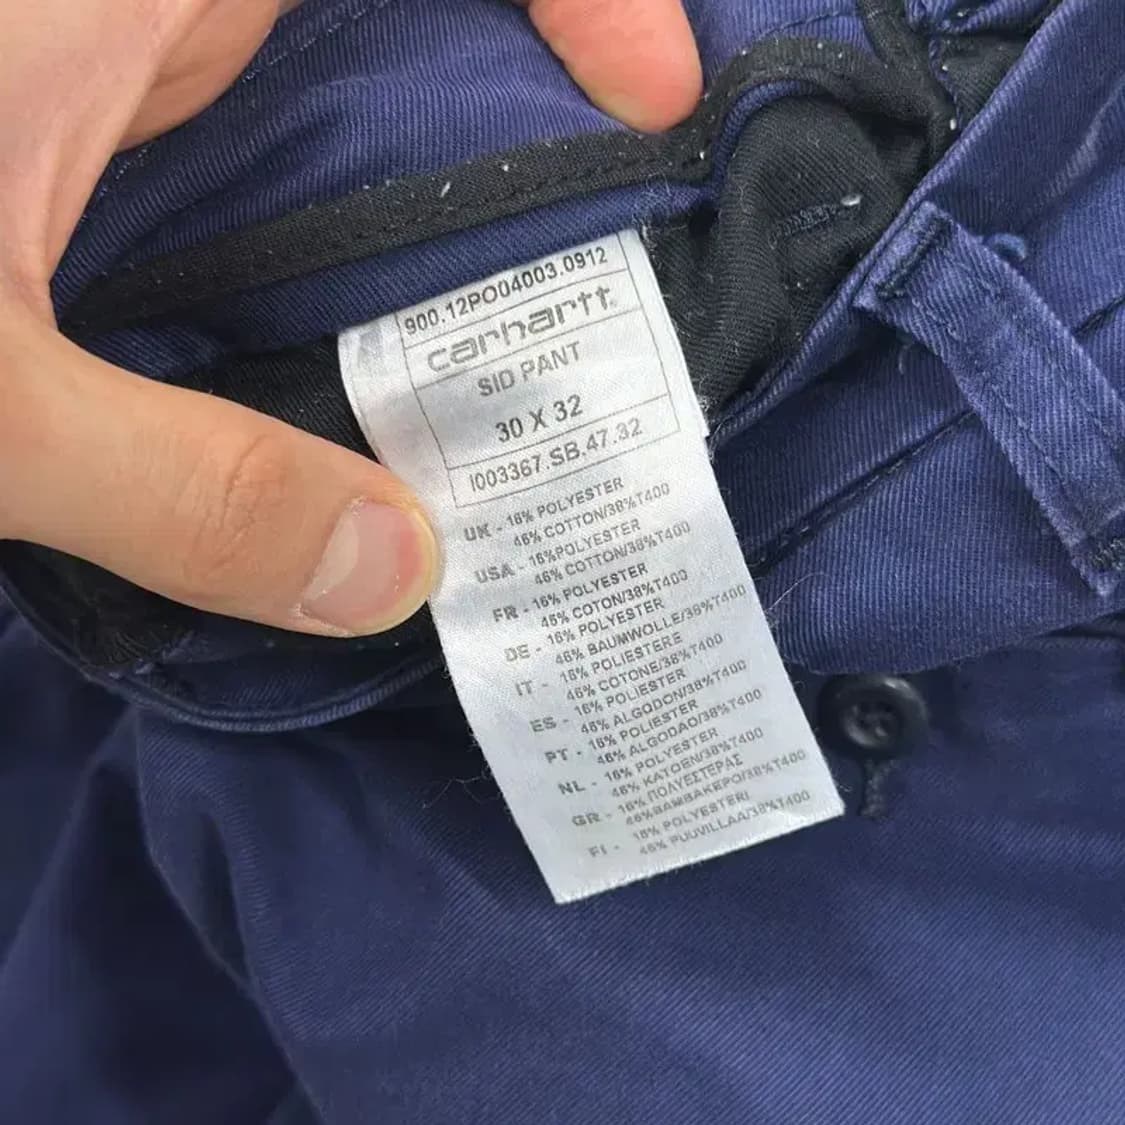 900.12PO04003.0912
carhartt
SID PANT
30 X 32
I003367.SB.47.32
UK - 16% POLYESTER
46% COTTON/38%T400
USA - 16%POLYESTER
46% COTTON/38%T400
FR - 16% POLYESTER
46% COTON/38%T400
DE - 16% POLYESTER
46% BAUMWOLLE/38%T400
IT - 16% POLIESTERE
46% COTONE/38%T400
ES - 16% POLIESTER
46% ALGODON/38%T400
PT - 16% POLIESTER
46% ALGODAO/38%T400
NL - 16% POLYESTER
46% KATOEN/38%T400
GR - 16% ΠΟΛΥΕΣΤΕΡΑΣ
46%ΒΑΜΒΑΚΕΡΟ/38%T400
FI - 16% POLYESTERI
46% PUUVILLAA/38%T400